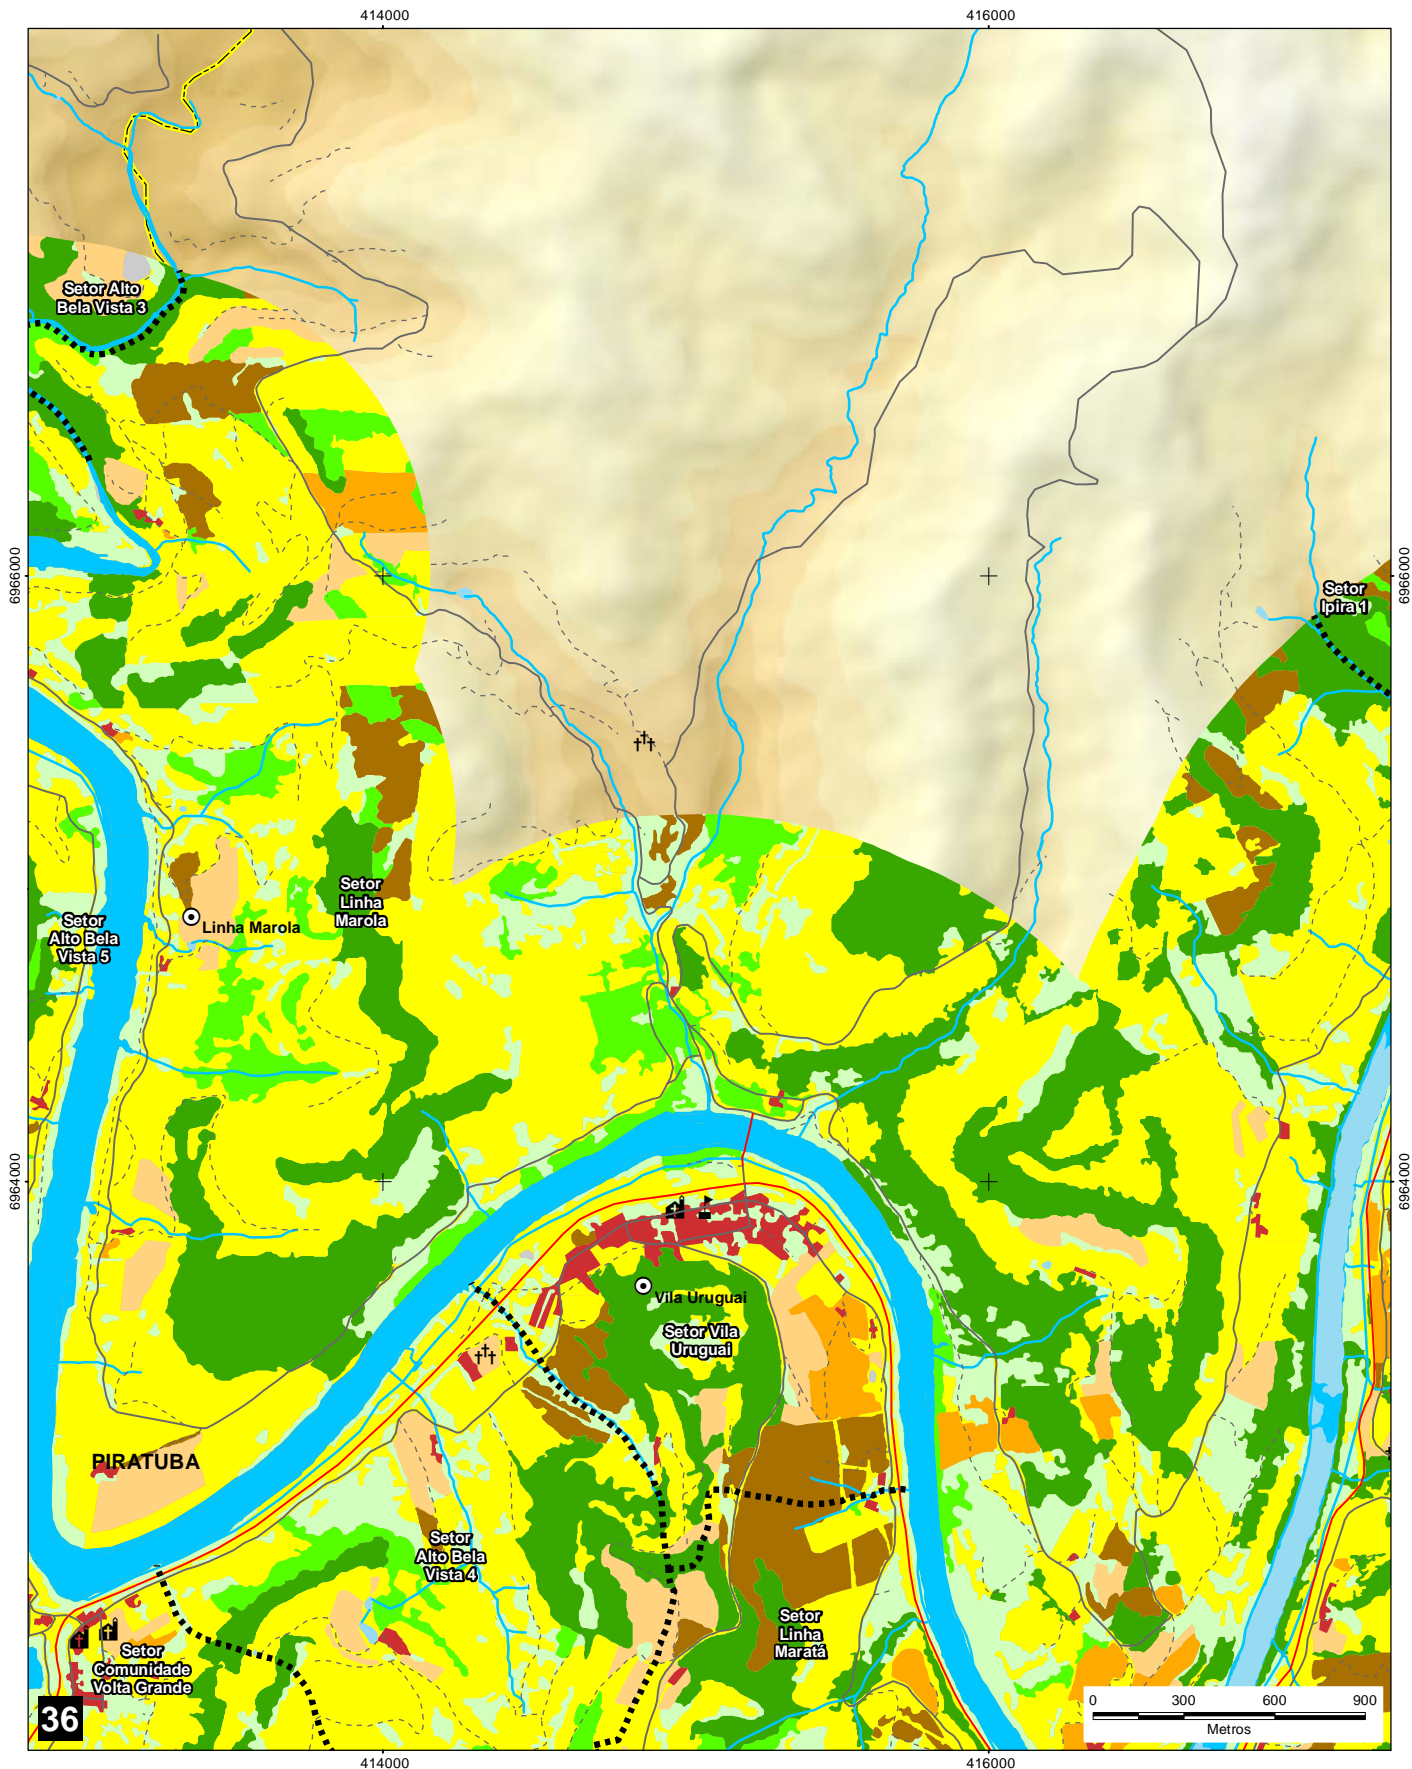 414000
416000
Setor Alto
Bela Vista 3
6966000
6966000
Setor
Ipira 1
Setor
Linha
Marola
Linha Marola
Setor
Alto Bela
Vista 5
6964000
6964000
Vila Uruguai
Setor Vila
Uruguai
PIRATUBA
Setor
Alto Bela
Vista 4
Setor
Linha
Maratá
Setor
Comunidade
Volta Grande
36
0 300 600 900
Metros
414000
416000